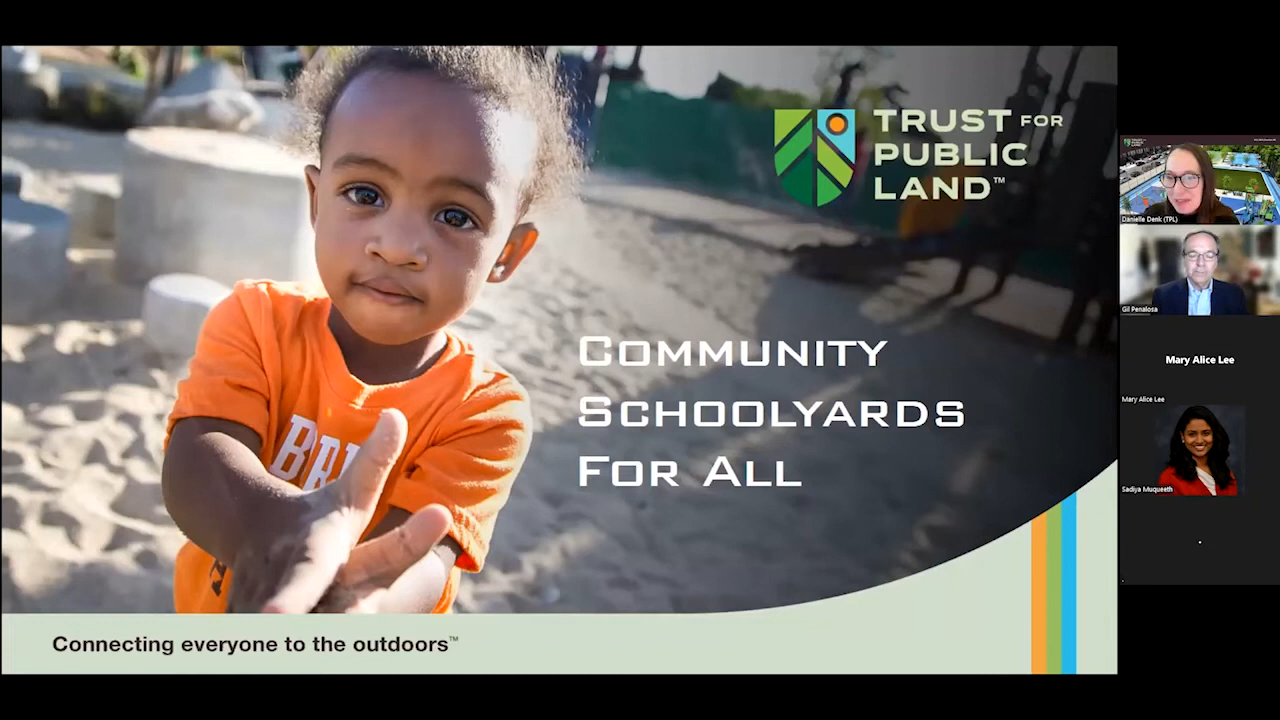 TRUST FOR
PUBLIC
LAND™
COMMUNITY
SCHOOLYARDS
FOR ALL
Connecting everyone to the outdoors™
Danielle Denk (TPL)
Gil Penalosa
Mary Alice Lee
Mary Alice Lee
Sadiya Muqueeth